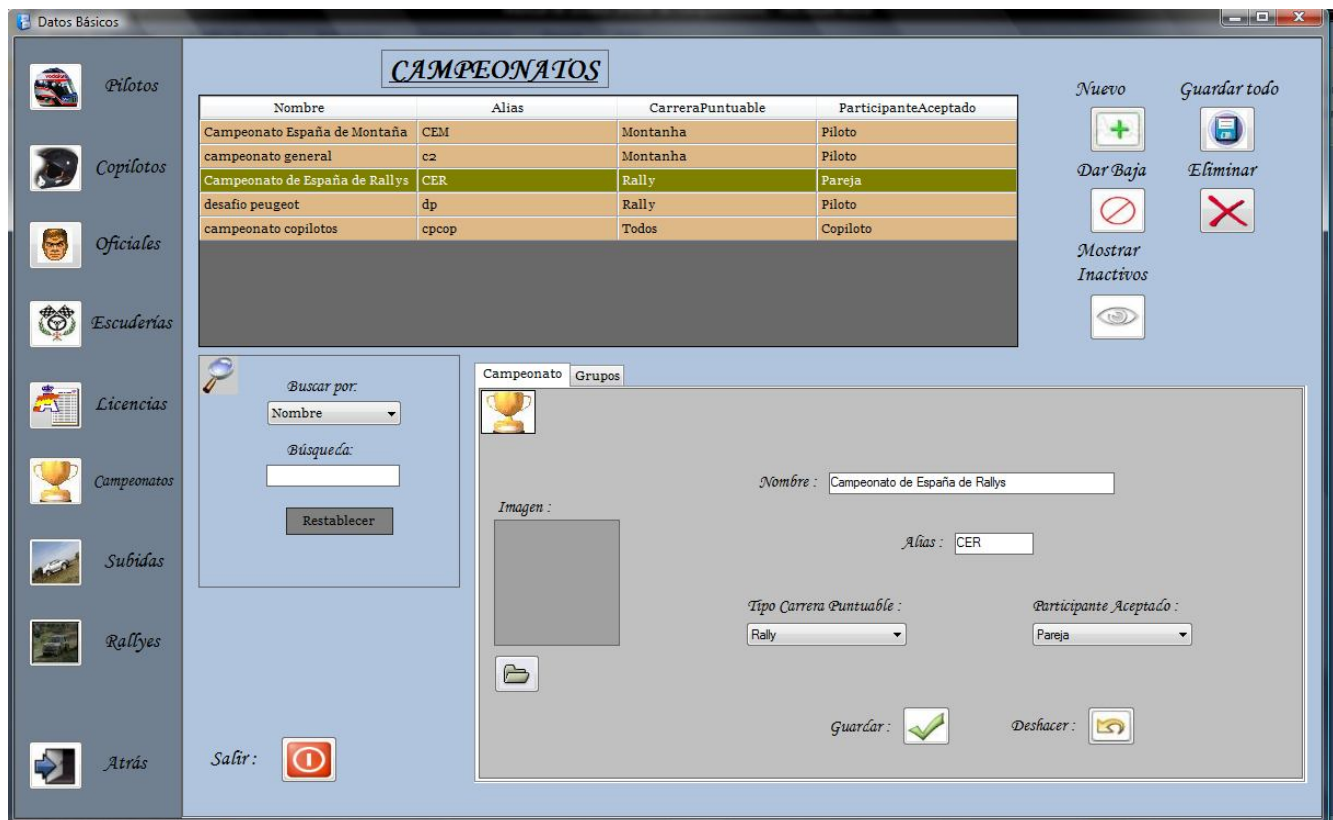 Datos Básicos
Pilotos
Copilotos
Oficiales
Escuderías
Licencias
Campeonatos
Subidas
Rallyes
Atrás
CAMPEONATOS
Nombre Alias CarreraPuntuable ParticipanteAceptado
Campeonato España de Montaña CEM Montanha Piloto
campeonato general c2 Montanha Piloto
Campeonato de España de Rallys CER Rally Pareja
desafio peugeot dp Rally Piloto
campeonato copilotos cpcop Todos Copiloto
Nuevo Guardar todo
Dar Baja Eliminar
Mostrar
Inactivos
Buscar por:
Nombre
Búsqueda:
Restablecer
Salir :
Campeonato Grupos
Nombre : Campeonato de España de Rallys
Imagen :
Alias : CER
Tipo Carrera Puntuable : Participante Aceptado :
Rally Pareja
Guardar : Deshacer :